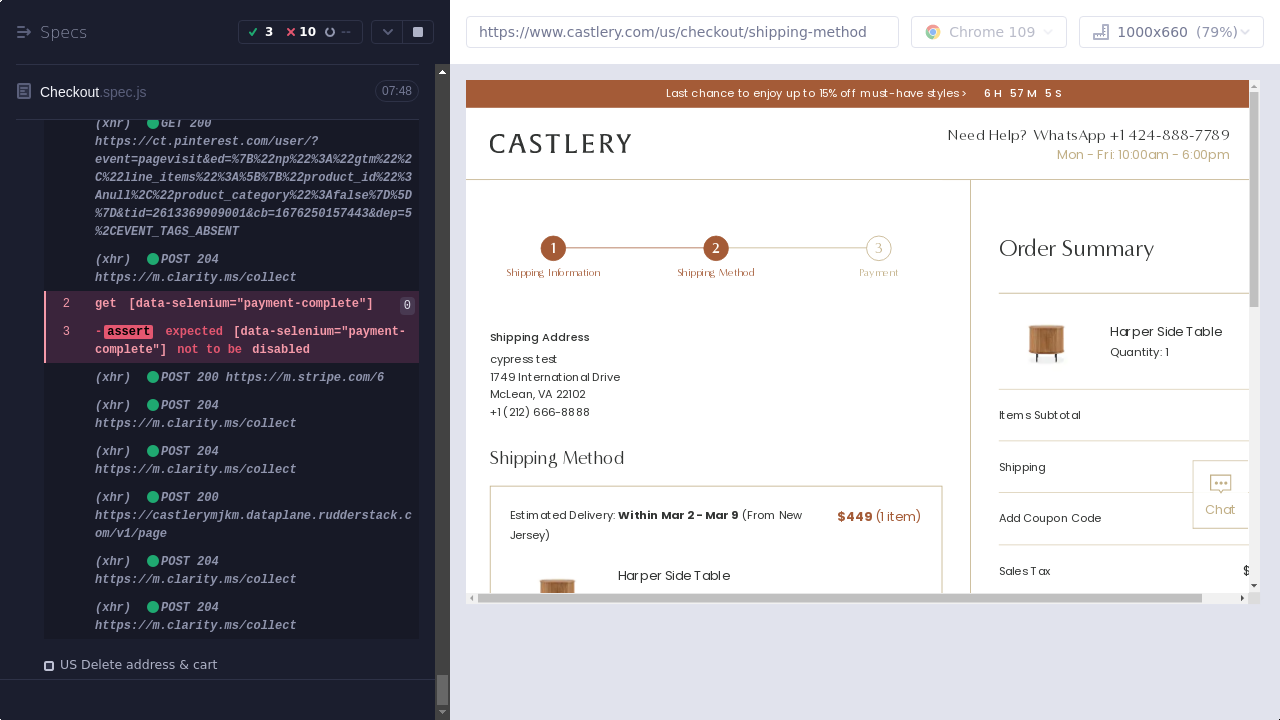 Specs
3
10
--
https://www.castlery.com/us/checkout/shipping-method
Chrome 109
1000x660 (79%)
Checkout.spec.js
07:48
(xhr) GET 200
https://ct.pinterest.com/user/?
event=pagevisit&ed=%7B%22np%22%3A%22gtm%22%2
C%22line_items%22%3A%5B%7B%22product_id%22%3
Anull%2C%22product_category%22%3Afalse%7D%5D
%7D&tid=2613369909001&cb=1676250157443&dep=5
%2CEVENT_TAGS_ABSENT
(xhr) POST 204
https://m.clarity.ms/collect
2 get [data-selenium="payment-complete"] 0
3 -assert expected [data-selenium="payment-
complete"] not to be disabled
(xhr) POST 200 https://m.stripe.com/6
(xhr) POST 204
https://m.clarity.ms/collect
(xhr) POST 204
https://m.clarity.ms/collect
(xhr) POST 200
https://castlerymjkm.dataplane.rudderstack.c
om/v1/page
(xhr) POST 204
https://m.clarity.ms/collect
(xhr) POST 204
https://m.clarity.ms/collect
US Delete address & cart
Last chance to enjoy up to 15% off must-have styles > 6 H 57 M 5 S
CASTLERY
Need Help? WhatsApp +1 424-888-7789
Mon - Fri: 10:00am - 6:00pm
1
2
3
Shipping Information
Shipping Method
Payment
Shipping Address
cypress test
1749 International Drive
McLean, VA 22102
+1 (212) 666-8888
Shipping Method
Estimated Delivery: Within Mar 2 - Mar 9 (From New
Jersey)
$449 (1 item)
Harper Side Table
Order Summary
Harper Side Table
Quantity: 1
Items Subtotal
Shipping
Add Coupon Code
Sales Tax
$
Chat